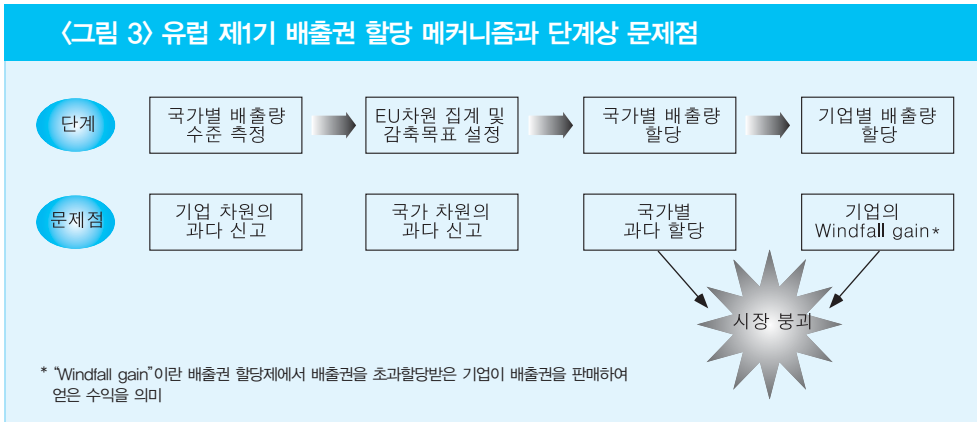 〈그림 3〉 유럽 제1기 배출권 할당 메커니즘과 단계상 문제점
단계
국가별 배출량
수준 측정
EU차원 집계 및
감축목표 설정
국가별 배출량
할당
기업별 배출량
할당
문제점
기업 차원의
과다 신고
국가 차원의
과다 신고
국가별
과다 할당
기업의
Windfall gain*
시장 붕괴
* “Windfall gain”이란 배출권 할당제에서 배출권을 초과할당받은 기업이 배출권을 판매하여
얻은 수익을 의미